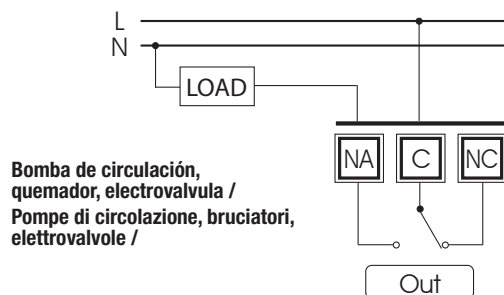 L
N
LOAD
NA C NC
Bomba de circulación,
quemador, electrovalvula /
Pompe di circolazione, bruciatori,
elettrovalvole /
Out